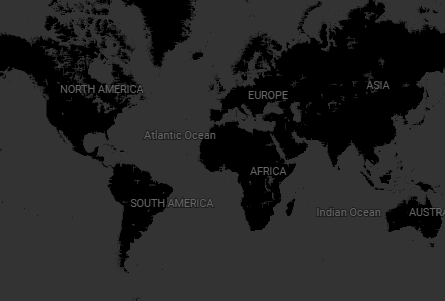 NORTH AMERICA
EUROPE
ASIA
Atlantic Ocean
AFRICA
SOUTH AMERICA
Indian Ocean
AUSTRA